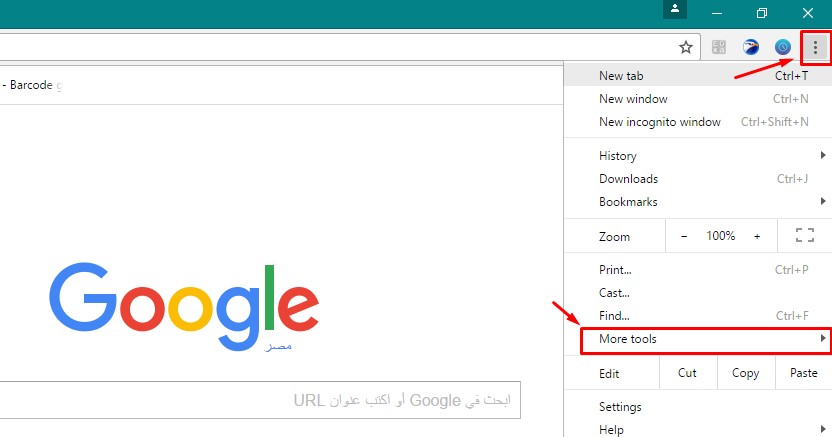 - Barcode g
New tab Ctrl+T
New window Ctrl+N
New incognito window Ctrl+Shift+N
History
Downloads Ctrl+J
Bookmarks
Zoom - 100% +
Print... Ctrl+P
Cast...
Find... Ctrl+F
More tools
Edit Cut Copy Paste
Settings
Help
Google
مصر
ابحث في Google أو اكتب عنوان URL